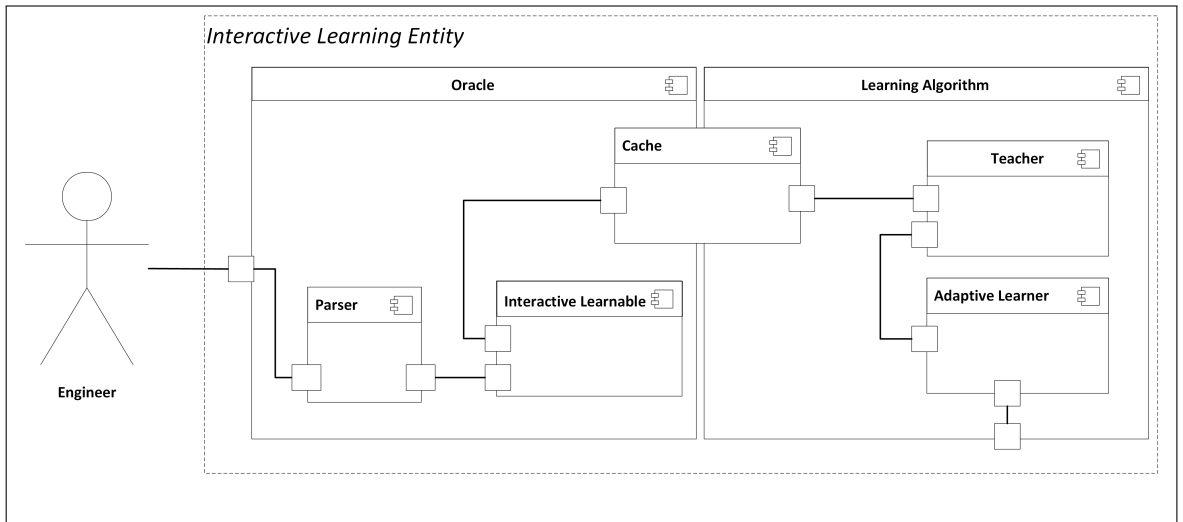 Interactive Learning Entity
Oracle
Learning Algorithm
Cache
Teacher
Parser
Interactive Learnable
Adaptive Learner
Engineer